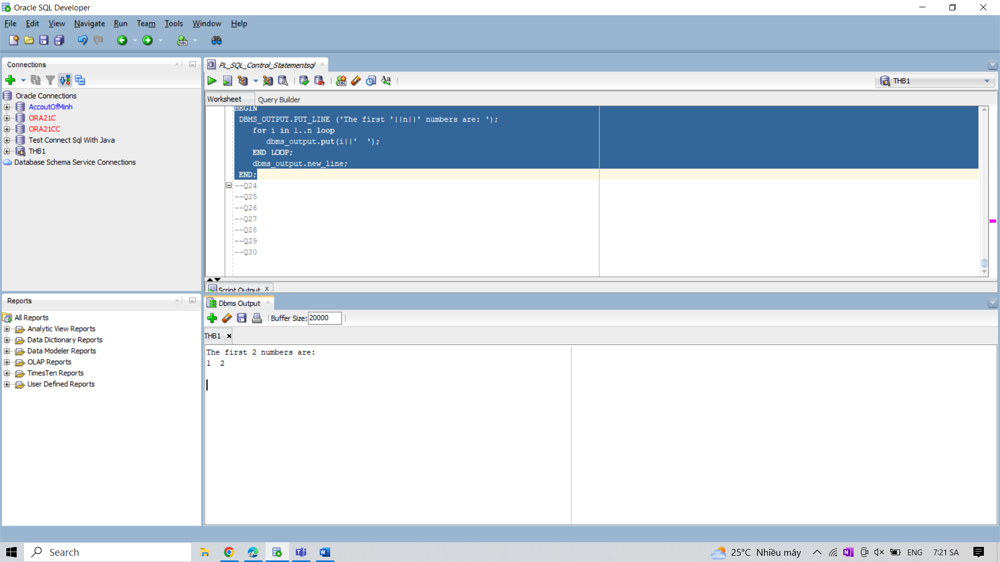 Oracle SQL Developer
File Edit View Navigate Run Team Tools Window Help
Connections
Oracle Connections
AccoutOfMinh
ORA21C
ORA21CC
Test Connect Sql With Java
THB1
Database Schema Service Connections
Reports
All Reports
Analytic View Reports
Data Dictionary Reports
Data Modeler Reports
OLAP Reports
TimesTen Reports
User Defined Reports
PL_SQL_Control_Statementsql
THB1
Worksheet Query Builder
BEGIN
DBMS_OUTPUT.PUT_LINE ('The first '||n||' numbers are: ');
for i in 1..n loop
dbms_output.put(i||'  ');
END LOOP;
dbms_output.new_line;
END;
--Q24
--Q25
--Q26
--Q27
--Q28
--Q29
--Q30
Script Output
Dbms Output
Buffer Size: 20000
THB1
The first 2 numbers are:
1  2
Search
25°C Nhiều mây
ENG
7:21 SA